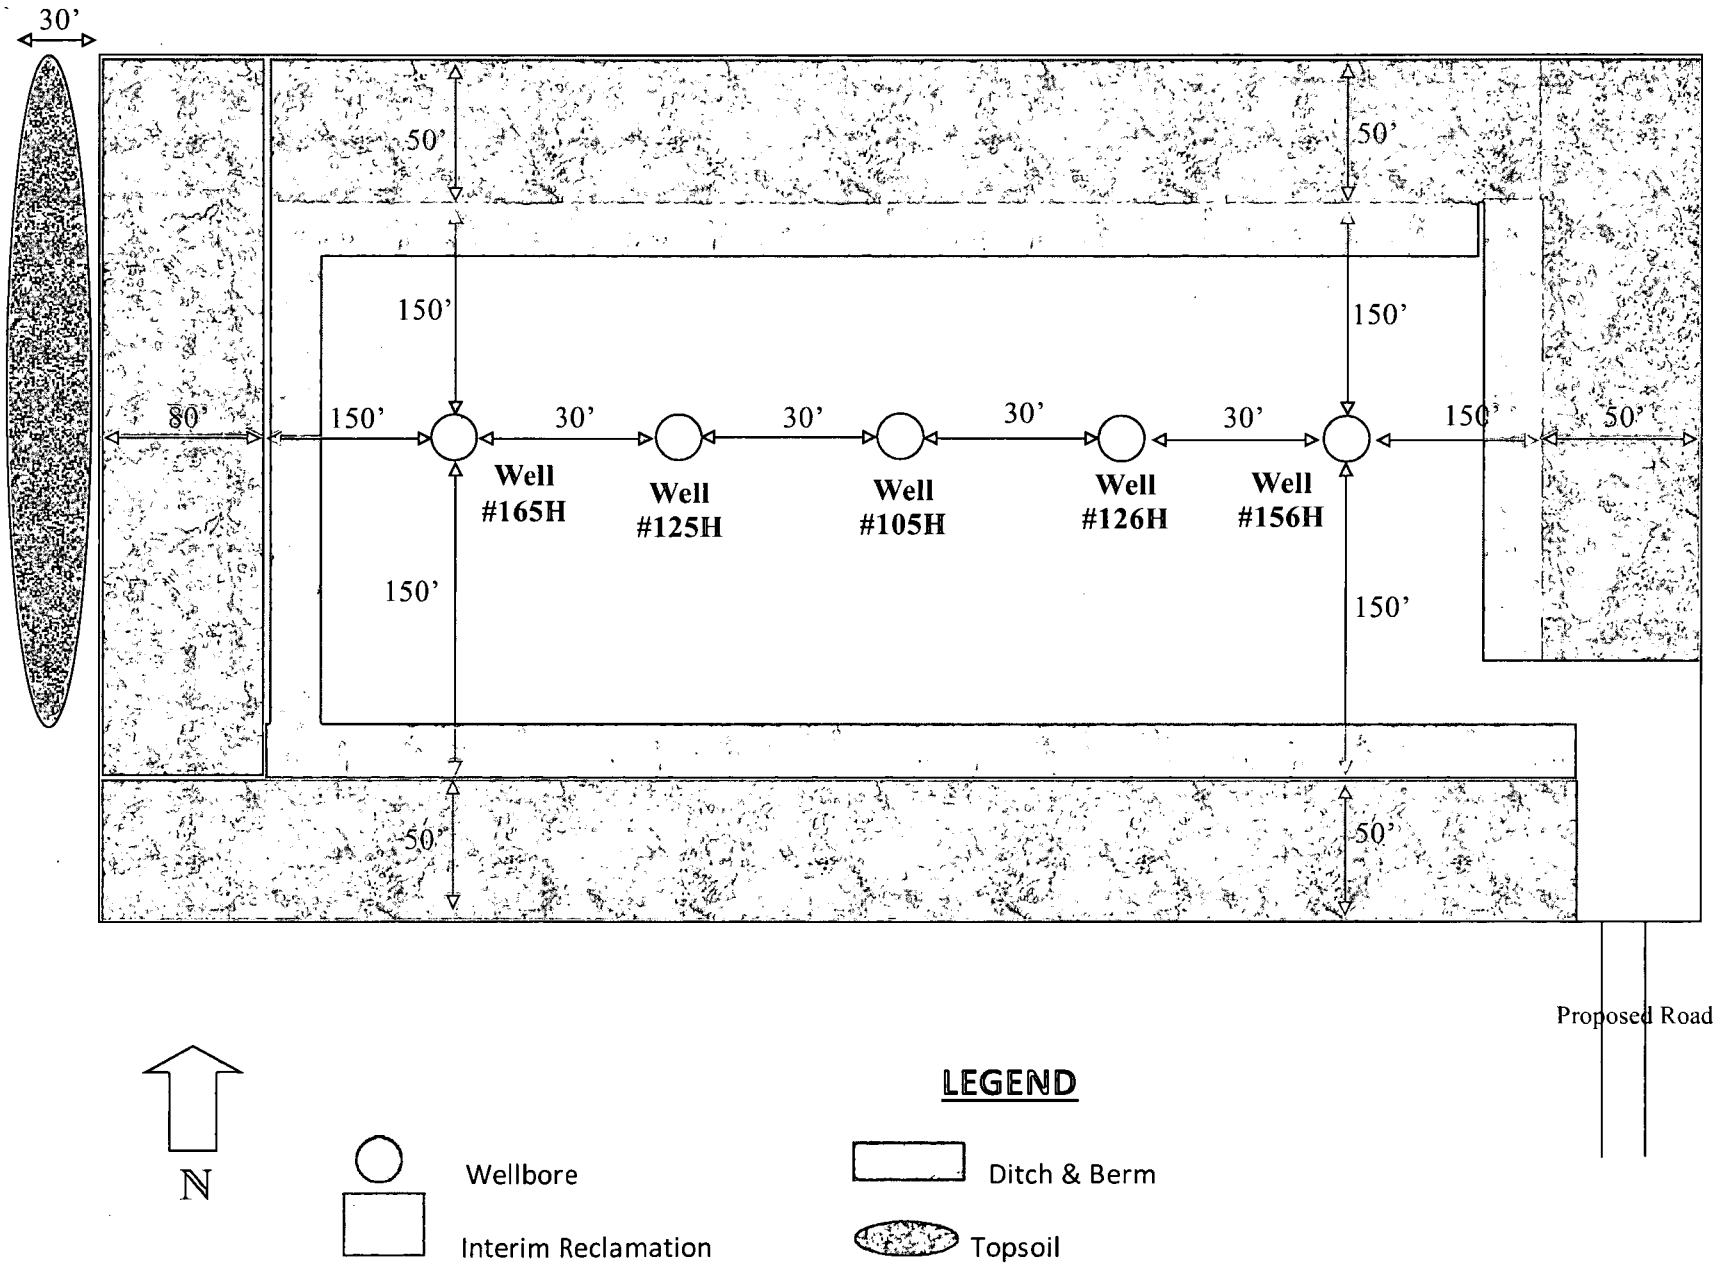 30’
50’
50’
150’
150’
80’
150’
30’
30’
30’
30’
150’
50’
Well
#165H
Well
#125H
Well
#105H
Well
#126H
Well
#156H
150’
150’
50’
50’
Proposed Road
LEGEND
N
Wellbore
Ditch & Berm
Interim Reclamation
Topsoil